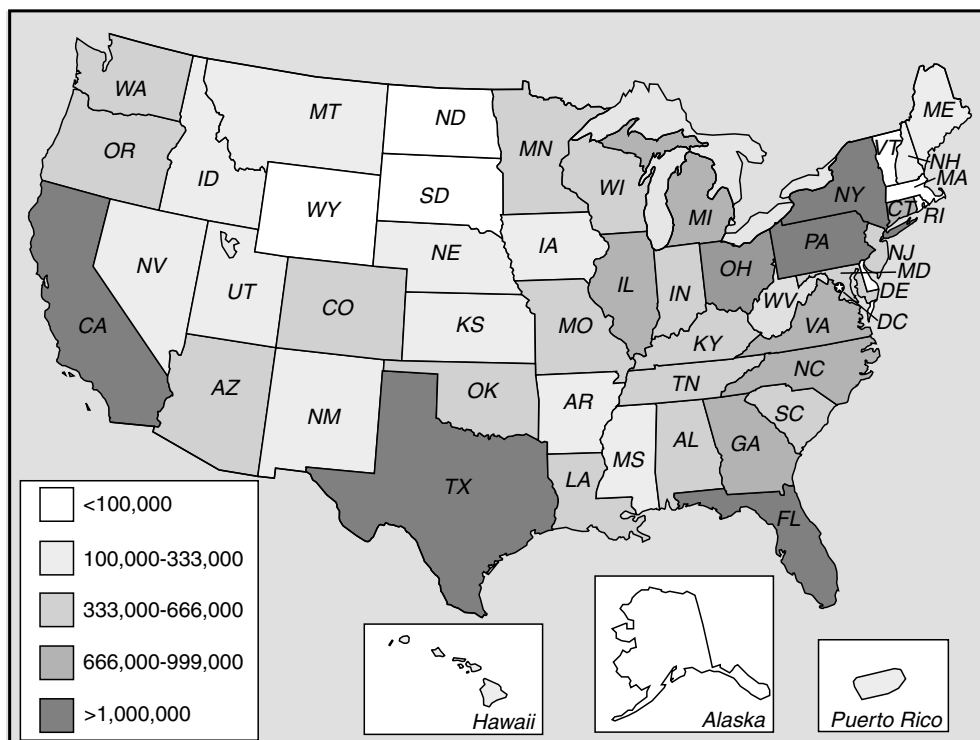 WA
MT
ND
MN
ME
OR
ID
WY
SD
WI
MI
VT
NH
MA
NY
CT
RI
NV
UT
CO
NE
IA
IL
IN
OH
PA
NJ
MD
DE
DC
WV
VA
CA
KS
MO
KY
AZ
NM
OK
AR
TN
NC
SC
TX
LA
MS
AL
GA
FL
<100,000
100,000-333,000
333,000-666,000
666,000-999,000
>1,000,000
Hawaii
Alaska
Puerto Rico